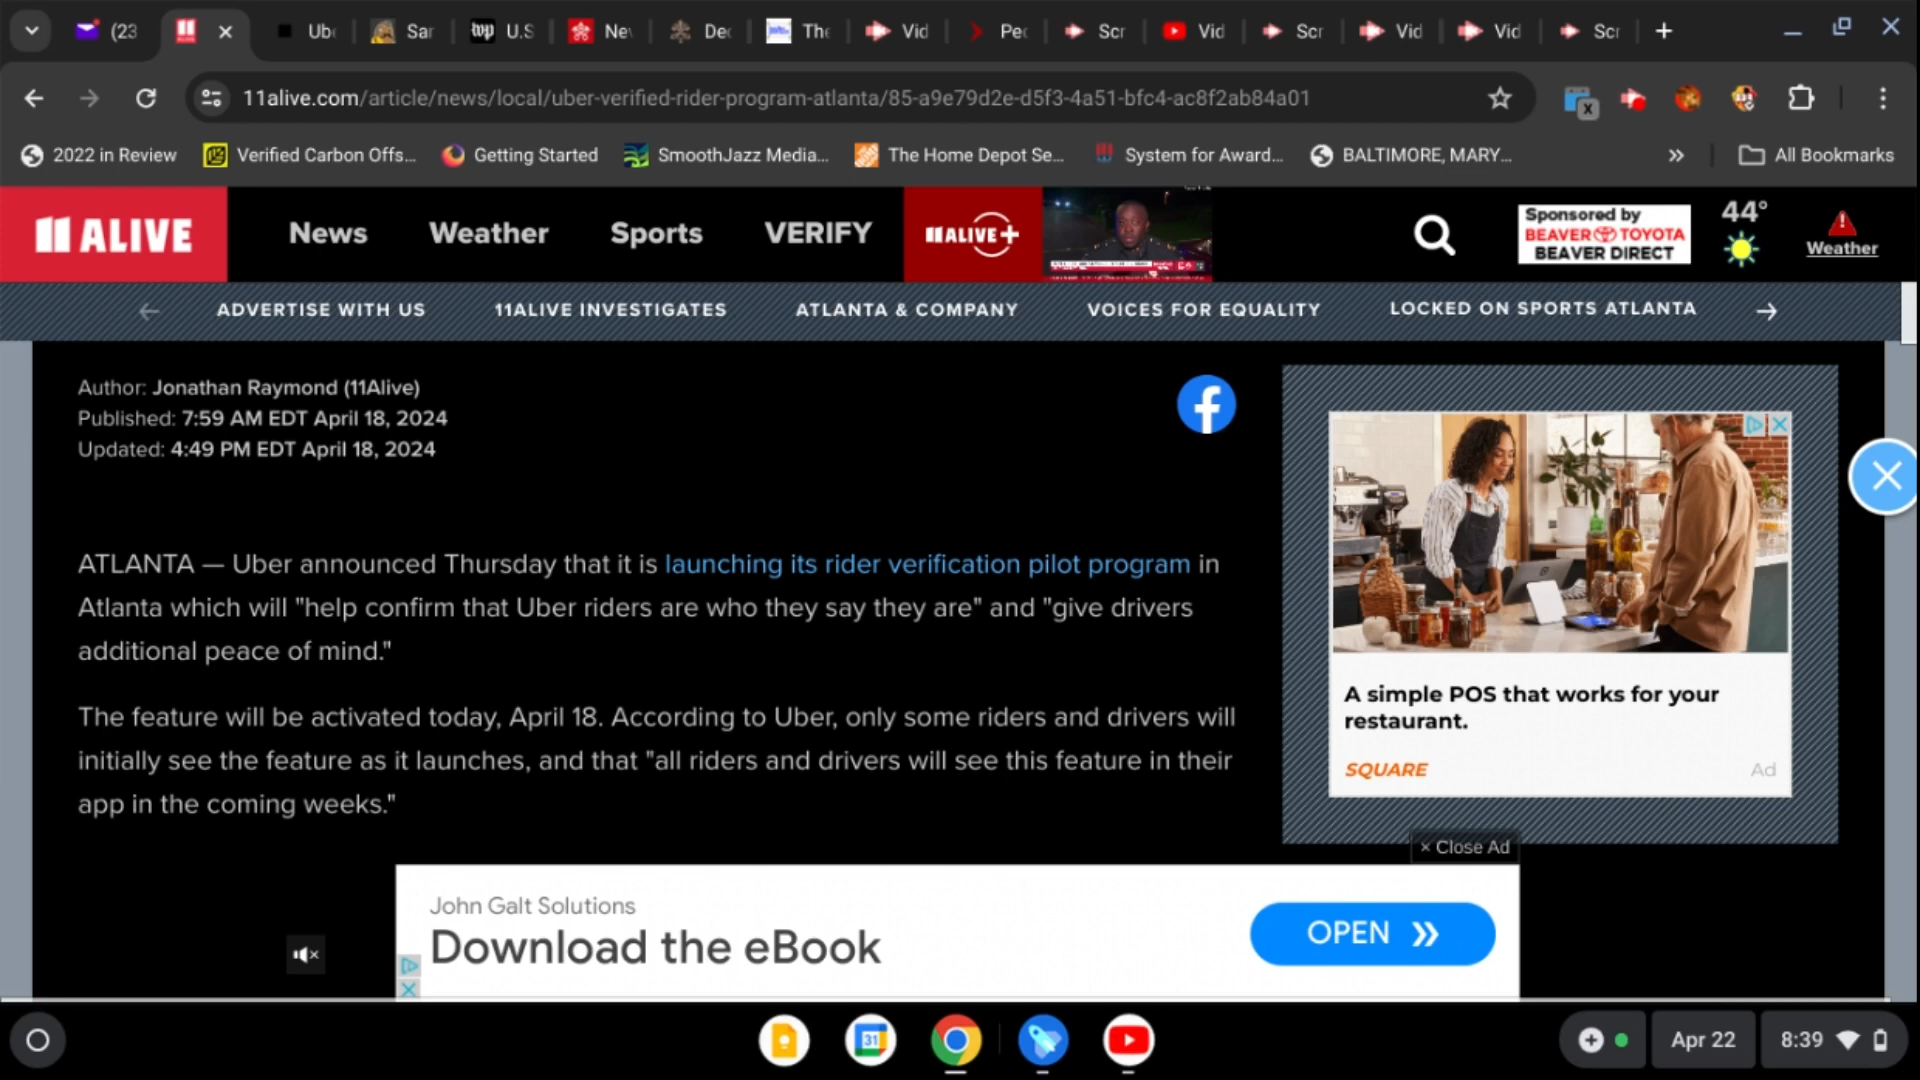 (23
Ub
Sar
U.S
Ne
De
The
Vid
Pe
Scr
Vid
Scr
Vid
Vid
Scr
11alive.com/article/news/local/uber-verified-rider-program-atlanta/85-a9e79d2e-d5f3-4a51-bfc4-ac8f2ab84a01
2022 in Review
Verified Carbon Offs...
Getting Started
SmoothJazz Media...
The Home Depot Se...
System for Award...
BALTIMORE, MARY...
All Bookmarks
11 ALIVE
News
Weather
Sports
VERIFY
11ALIVE+
Sponsored by
BEAVER TOYOTA
BEAVER DIRECT
44°
Weather
ADVERTISE WITH US
11ALIVE INVESTIGATES
ATLANTA & COMPANY
VOICES FOR EQUALITY
LOCKED ON SPORTS ATLANTA
Author: Jonathan Raymond (11Alive)
Published: 7:59 AM EDT April 18, 2024
Updated: 4:49 PM EDT April 18, 2024
ATLANTA — Uber announced Thursday that it is launching its rider verification pilot program in
Atlanta which will "help confirm that Uber riders are who they say they are" and "give drivers
additional peace of mind."
The feature will be activated today, April 18. According to Uber, only some riders and drivers will
initially see the feature as it launches, and that "all riders and drivers will see this feature in their
app in the coming weeks."
A simple POS that works for your
restaurant.
SQUARE
Ad
× Close Ad
John Galt Solutions
Download the eBook
OPEN
31
Apr 22
8:39